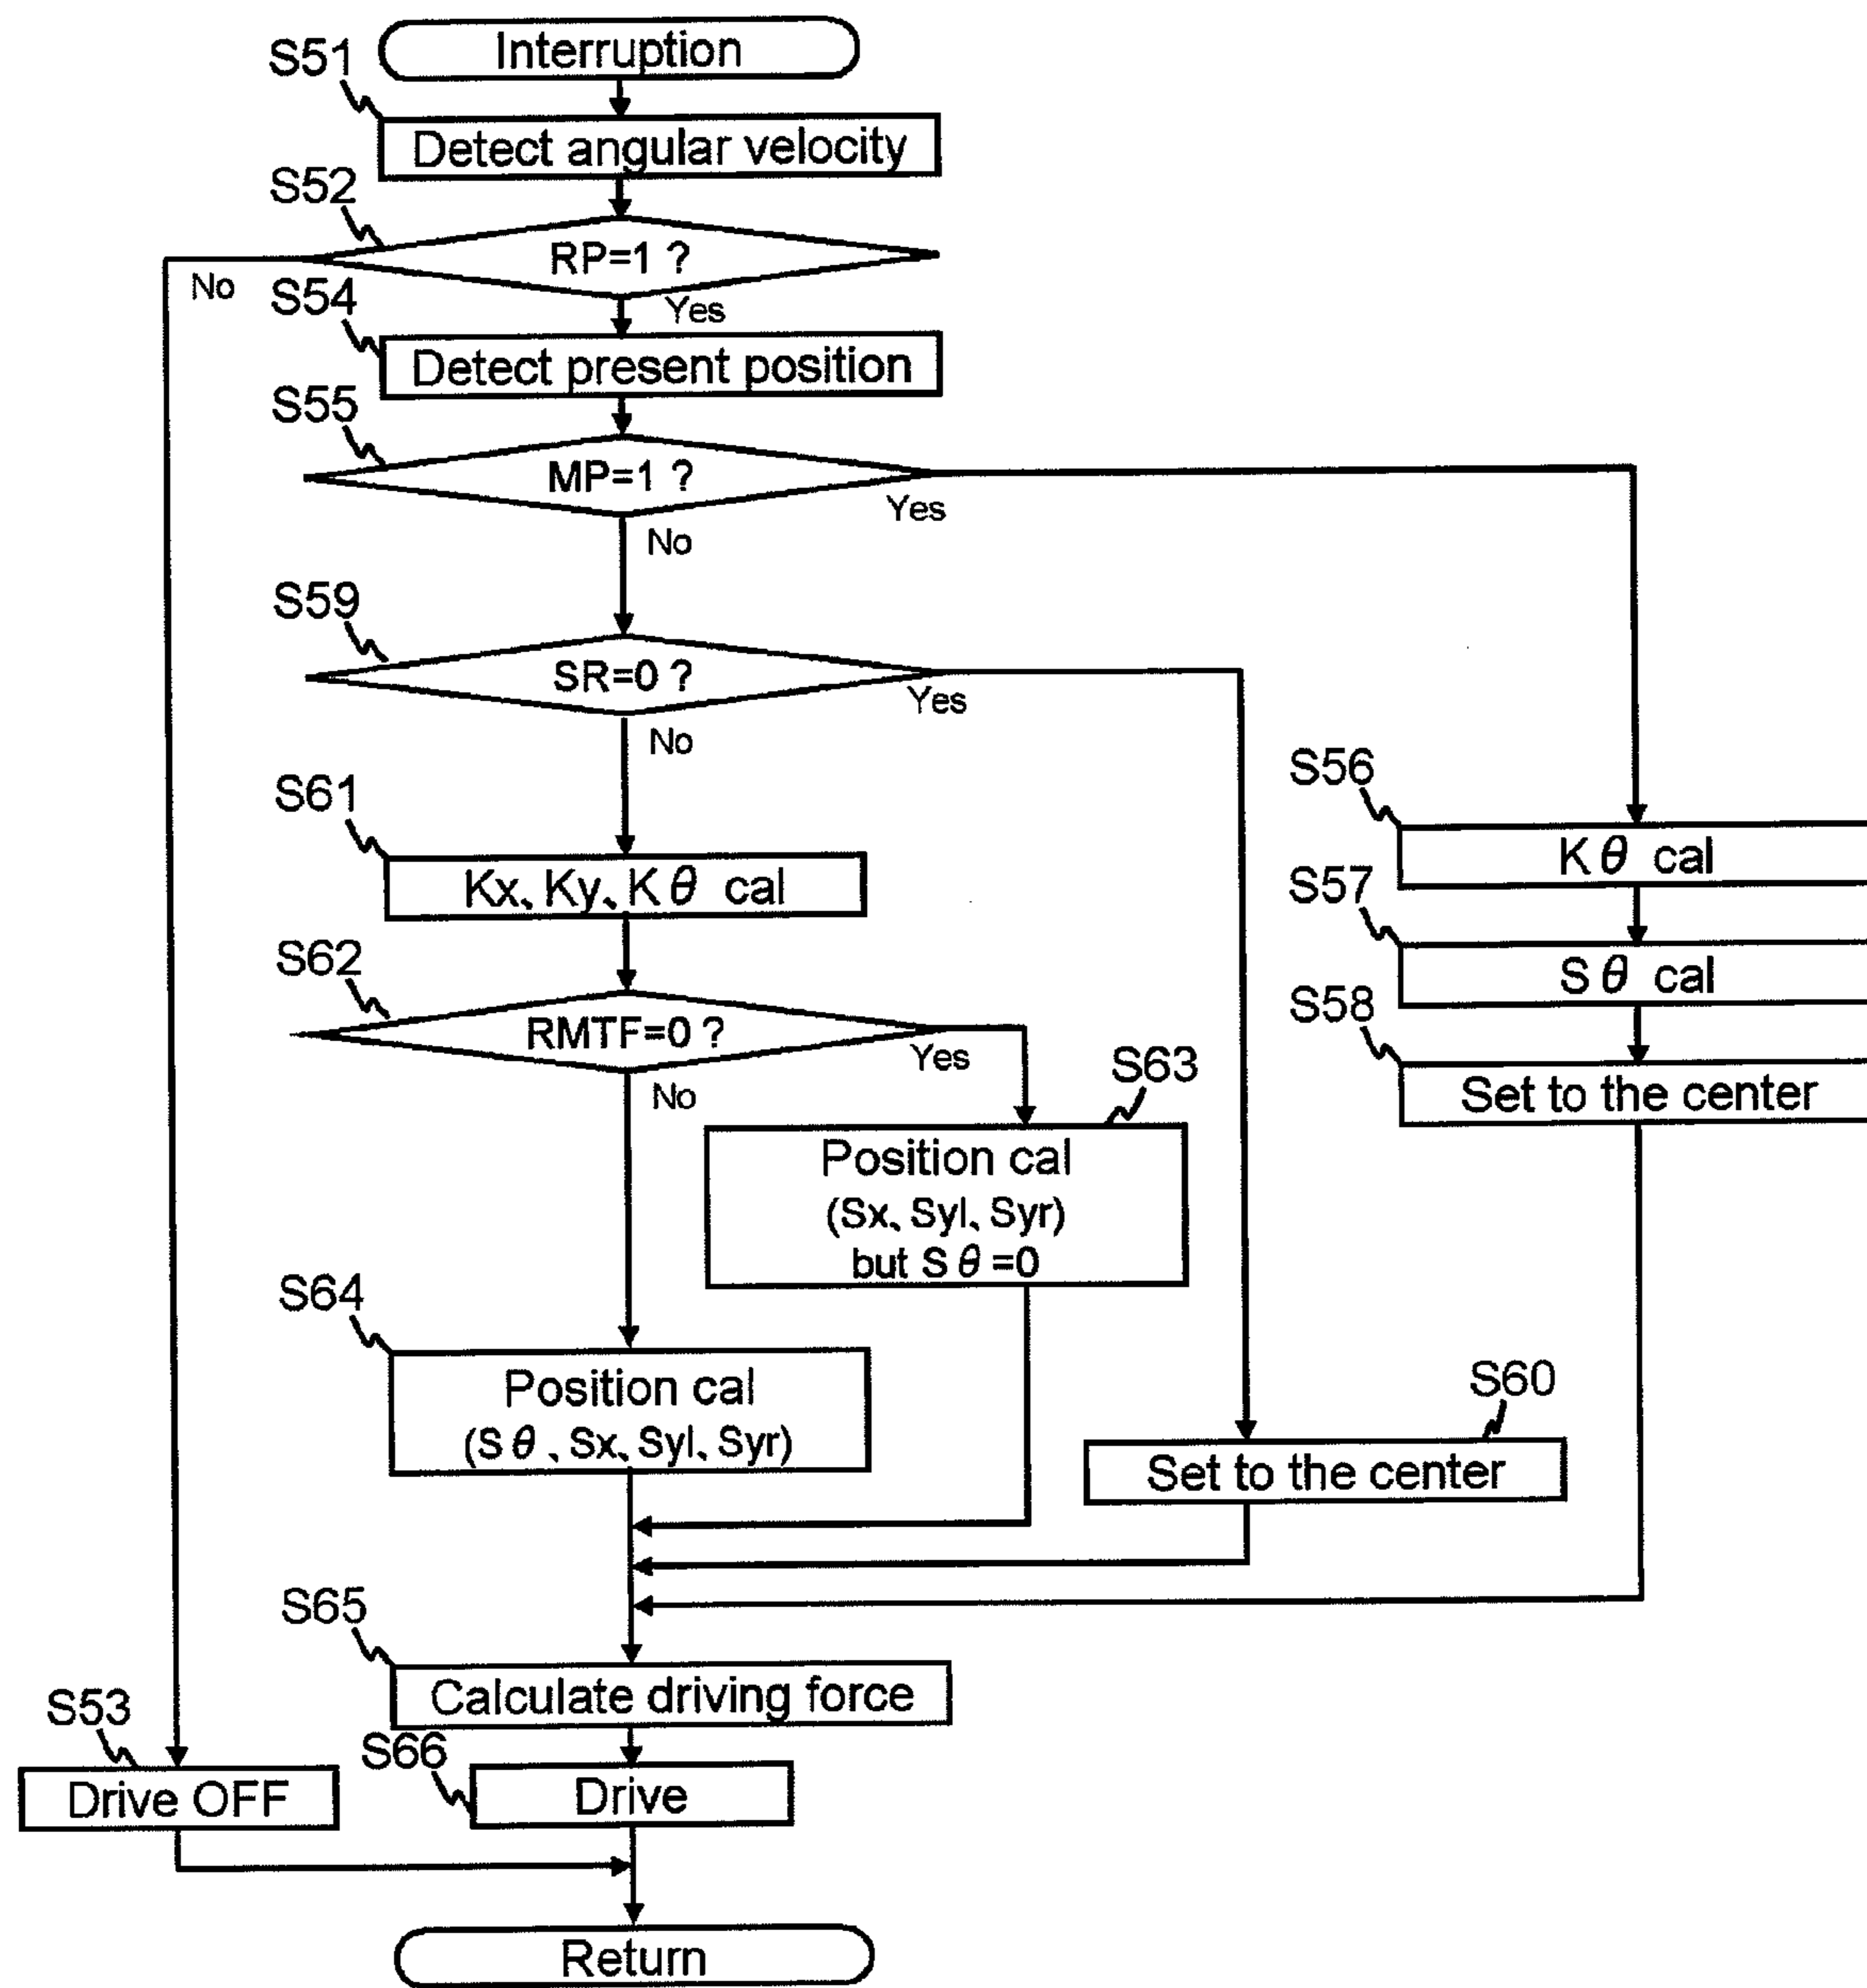 Interruption
S51
Detect angular velocity
S52
RP=1 ?
No
Yes
S54
Detect present position
S55
MP=1 ?
Yes
No
S59
SR=0 ?
Yes
No
S56
Kθ cal
S61
Kx、Ky、Kθ cal
S57
Sθ cal
S62
RMTF=0 ?
Yes
No
S58
Set to the center
S63
Position cal
(Sx、Syl、Syr)
but Sθ=0
S64
Position cal
(Sθ、Sx、Syl、Syr)
S60
Set to the center
S65
Calculate driving force
S53
Drive OFF
S66
Drive
Return